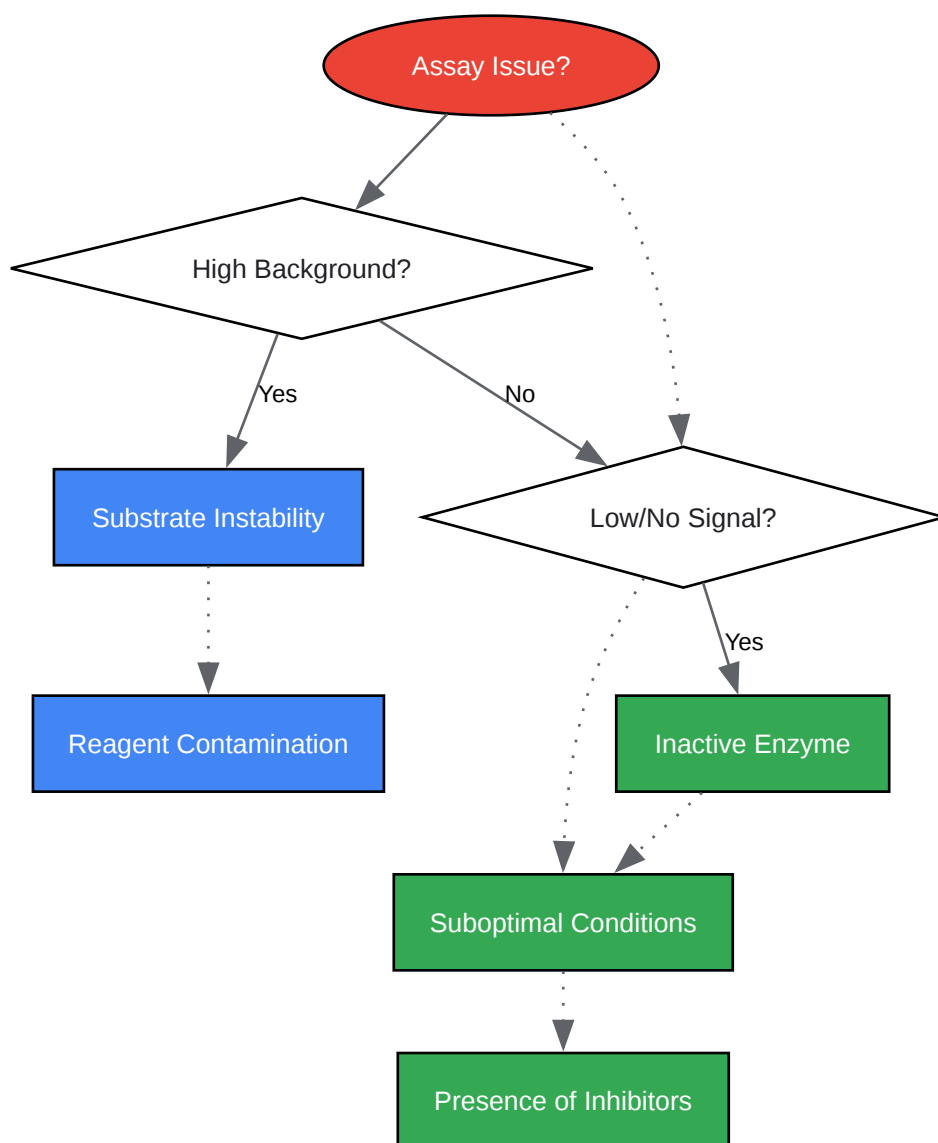 Assay Issue?
High Background?
Yes
No
Substrate Instability
Low/No Signal?
Yes
Reagent Contamination
Inactive Enzyme
Suboptimal Conditions
Presence of Inhibitors